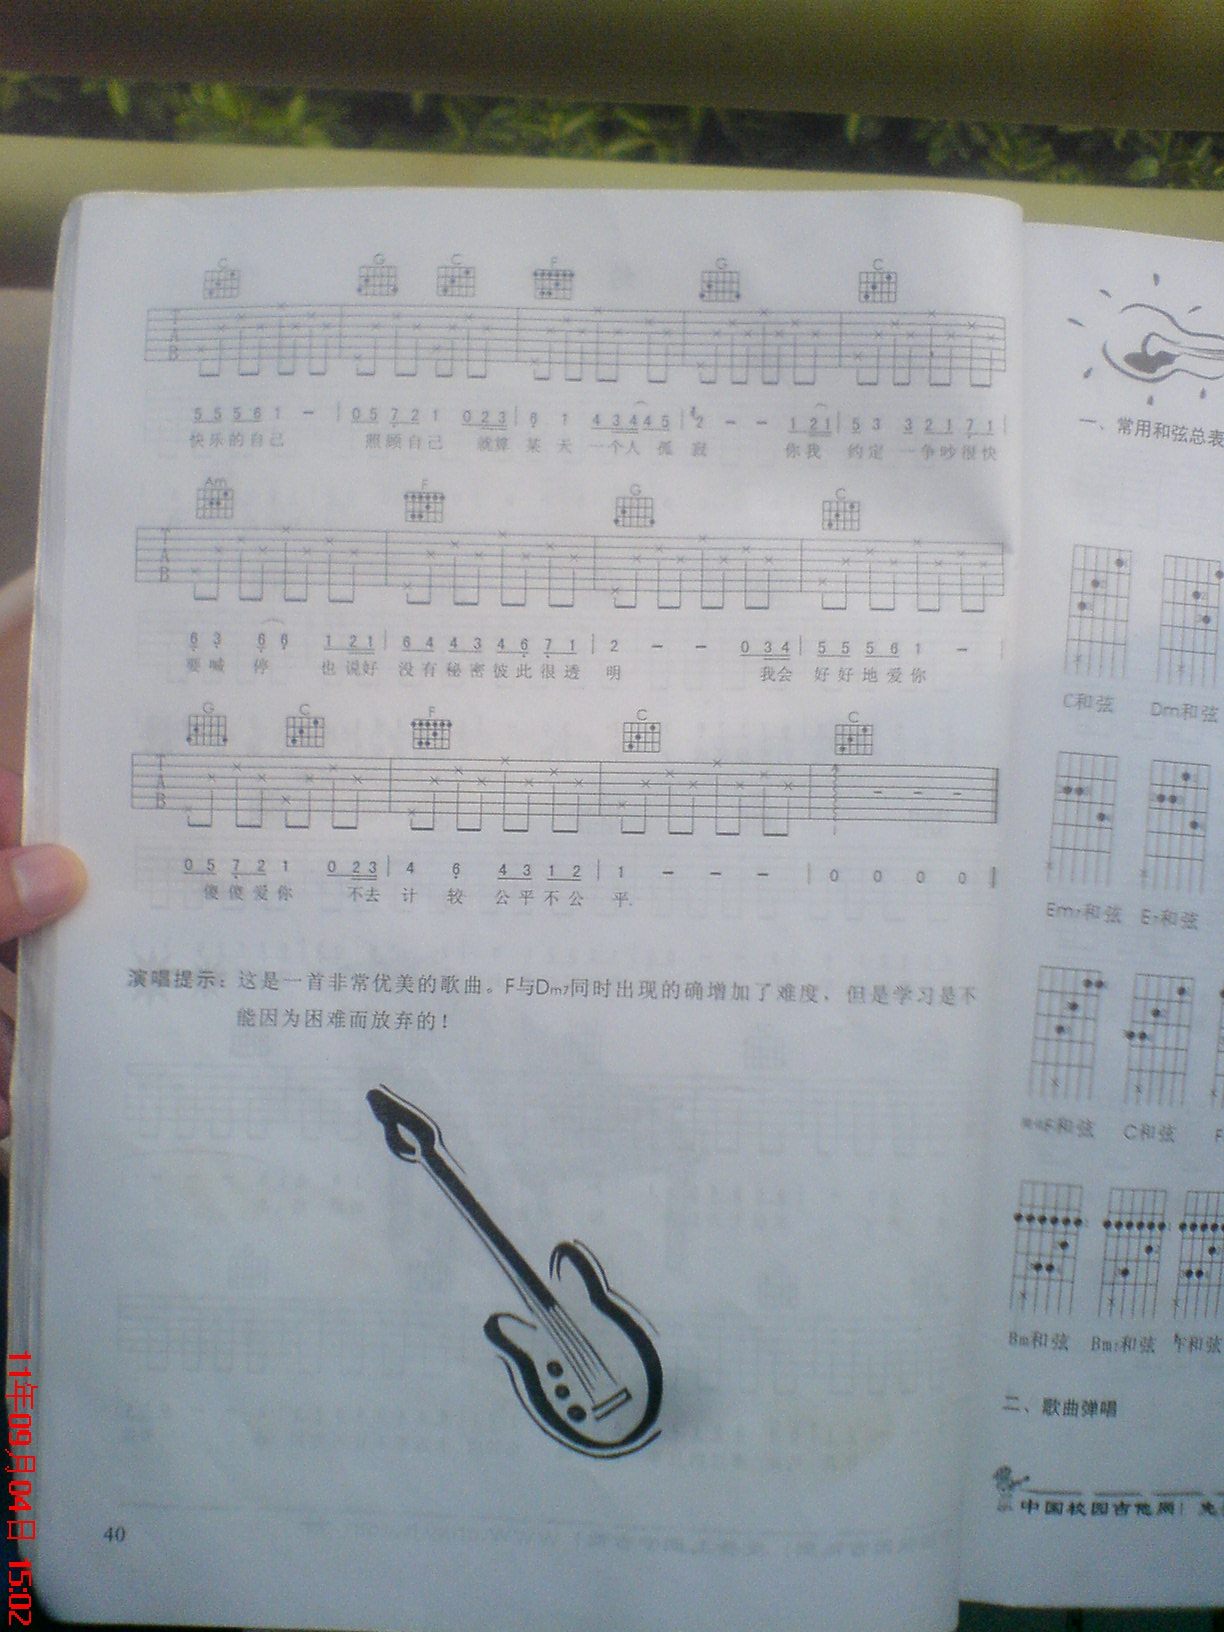 C G C F G C
T
A
B
5 5 5 6 1 － | 0 5 7 2 1 0 2 3 | 6 1 4 3 4 4 5 | 2 － － 1 2 1 | 5 3 3 2 1 7 1 |
快乐的自己 照顾自己 就算 某 天 一个人 孤 寂 你我 约定 一争吵很快
Am F G C
T
A
B
6 3 6 6 1 2 1 | 6 4 4 3 4 6 7 1 | 2 － － 0 3 4 | 5 5 5 6 1 － |
要 喊 停 也 说好 没 有 秘 密 彼 此 很 透 明 我会 好 好 地 爱 你
G C F C C
T
A
B
0 5 7 2 1 0 2 3 | 4 6 4 3 1 2 | 1 － － － | 0 0 0 0 ‖
傻 傻 爱 你 不去 计 较 公 平 不 公 平.
演唱提示：这是一首非常优美的歌曲。F与Dm7同时出现的确增加了难度，但是学习是不
能因为困难而放弃的！
40
一、常用和弦总表
C和弦 Dm和弦
Em7和弦 E7和弦
F和弦 C和弦
Bm和弦 Bm7和弦
二、歌曲弹唱
中国校园吉他网！
11年09月04日 15:02